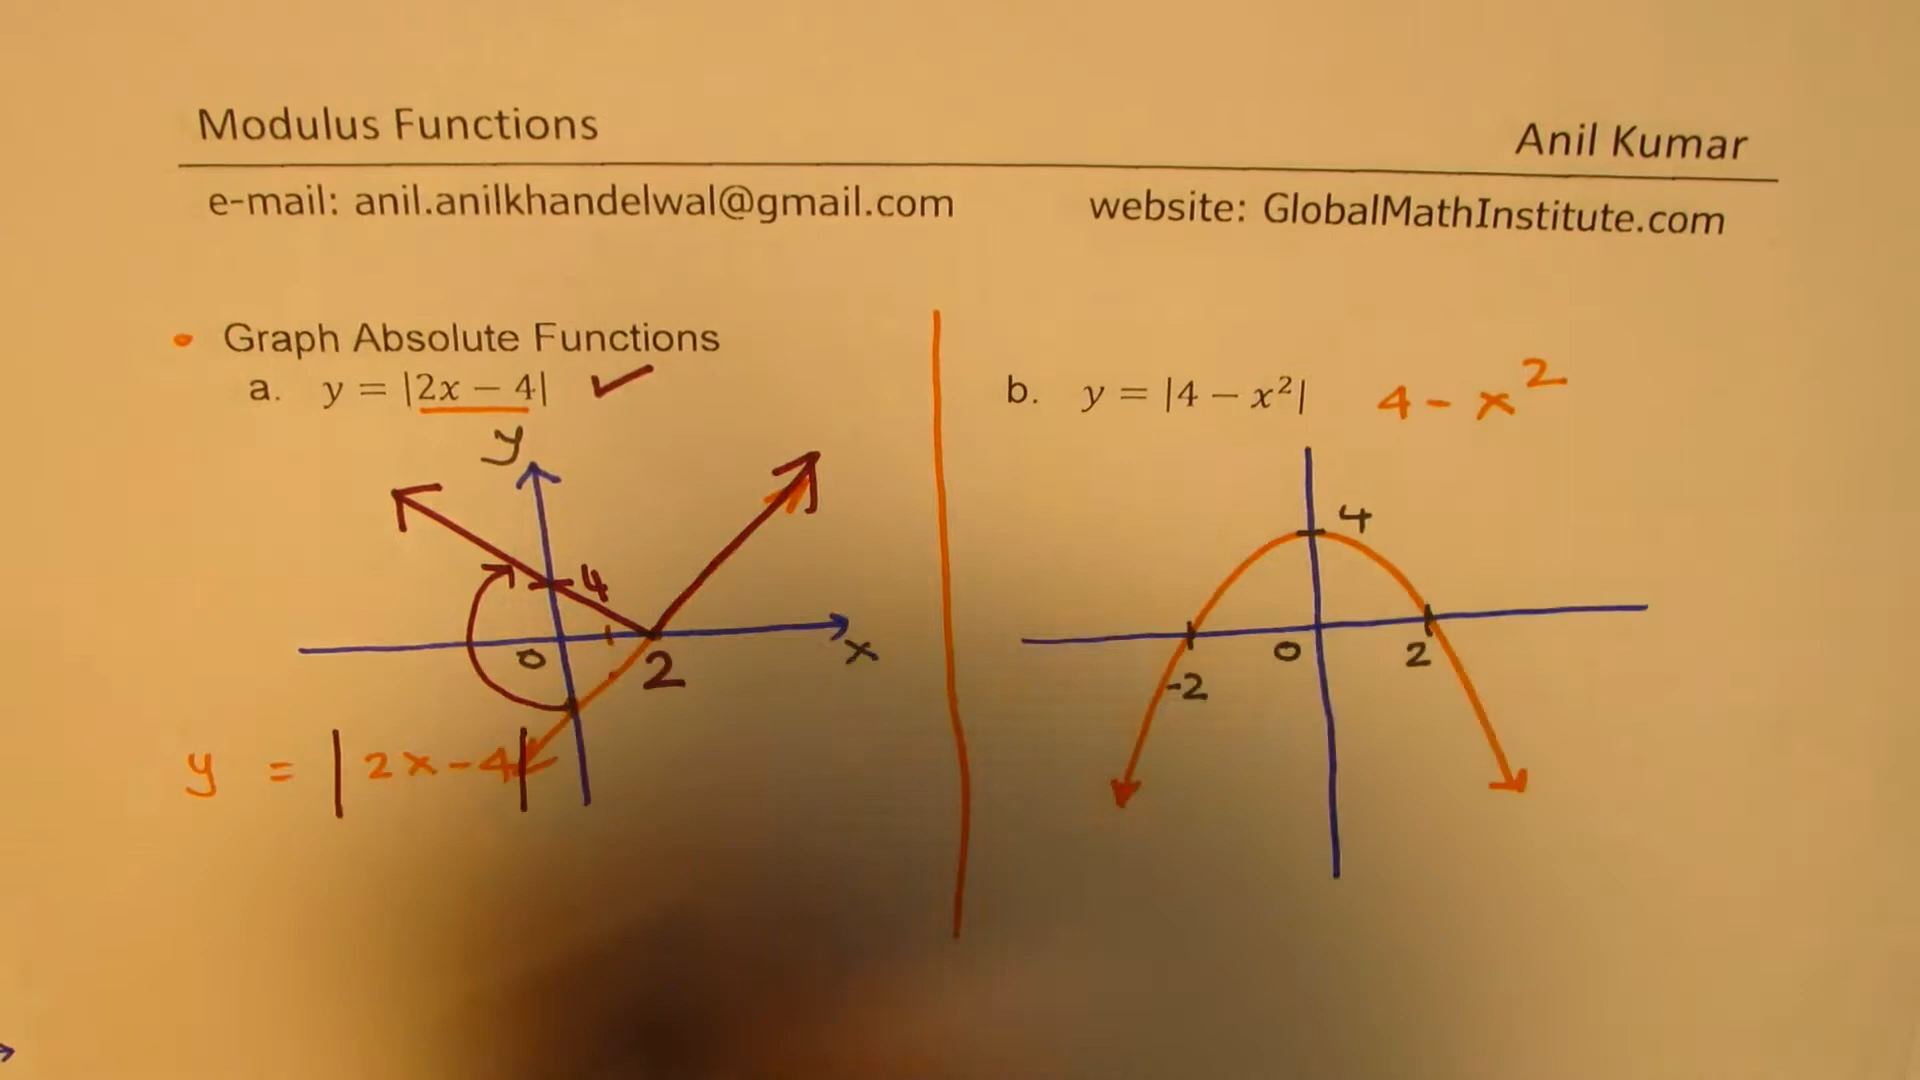 Modulus Functions
Anil Kumar
e-mail: anil.anilkhandelwal@gmail.com
website: GlobalMathInstitute.com
• Graph Absolute Functions
a. y = |2x − 4|
y
4
0
2
x
y = |2x-4|
b. y = |4 − x²|
4 - x²
4
-2
0
2